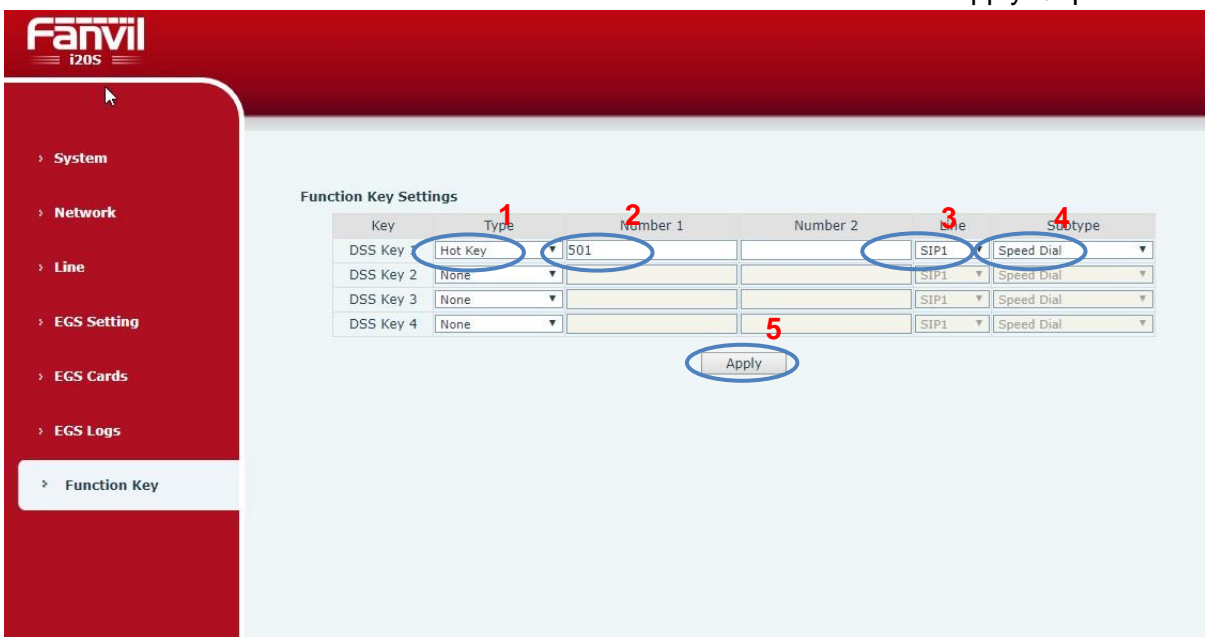 Fanvil
i20S
› System
› Network
› Line
› EGS Setting
› EGS Cards
› EGS Logs
› Function Key
Function Key Settings
1 2 3 4
Key Type Number 1 Number 2 Line Subtype
DSS Key 1 Hot Key 501 SIP1 Speed Dial
DSS Key 2 None SIP1 Speed Dial
DSS Key 3 None SIP1 Speed Dial
DSS Key 4 None SIP1 Speed Dial
5
Apply